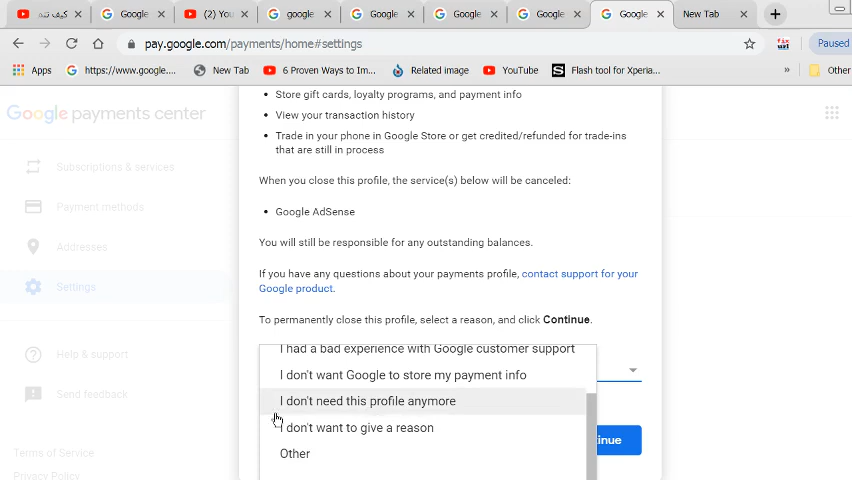 كيف تنه
Google
(2) You
google
Google
Google
Google
Google
New Tab
pay.google.com/payments/home#settings
fix
url
Paused
Apps
https://www.google....
New Tab
6 Proven Ways to Im...
Related image
YouTube
S
Flash tool for Xperia...
»
Other
Google payments center
Subscriptions & services
Payment methods
Addresses
Settings
Help & support
Send feedback
Terms of Service
Privacy Policy
• Store gift cards, loyalty programs, and payment info
• View your transaction history
• Trade in your phone in Google Store or get credited/refunded for trade-ins
that are still in process
When you close this profile, the service(s) below will be canceled:
• Google AdSense
You will still be responsible for any outstanding balances.
If you have any questions about your payments profile, contact support for your
Google product.
To permanently close this profile, select a reason, and click Continue.
I had a bad experience with Google customer support
I don't want Google to store my payment info
I don't need this profile anymore
I don't want to give a reason
Other
inue